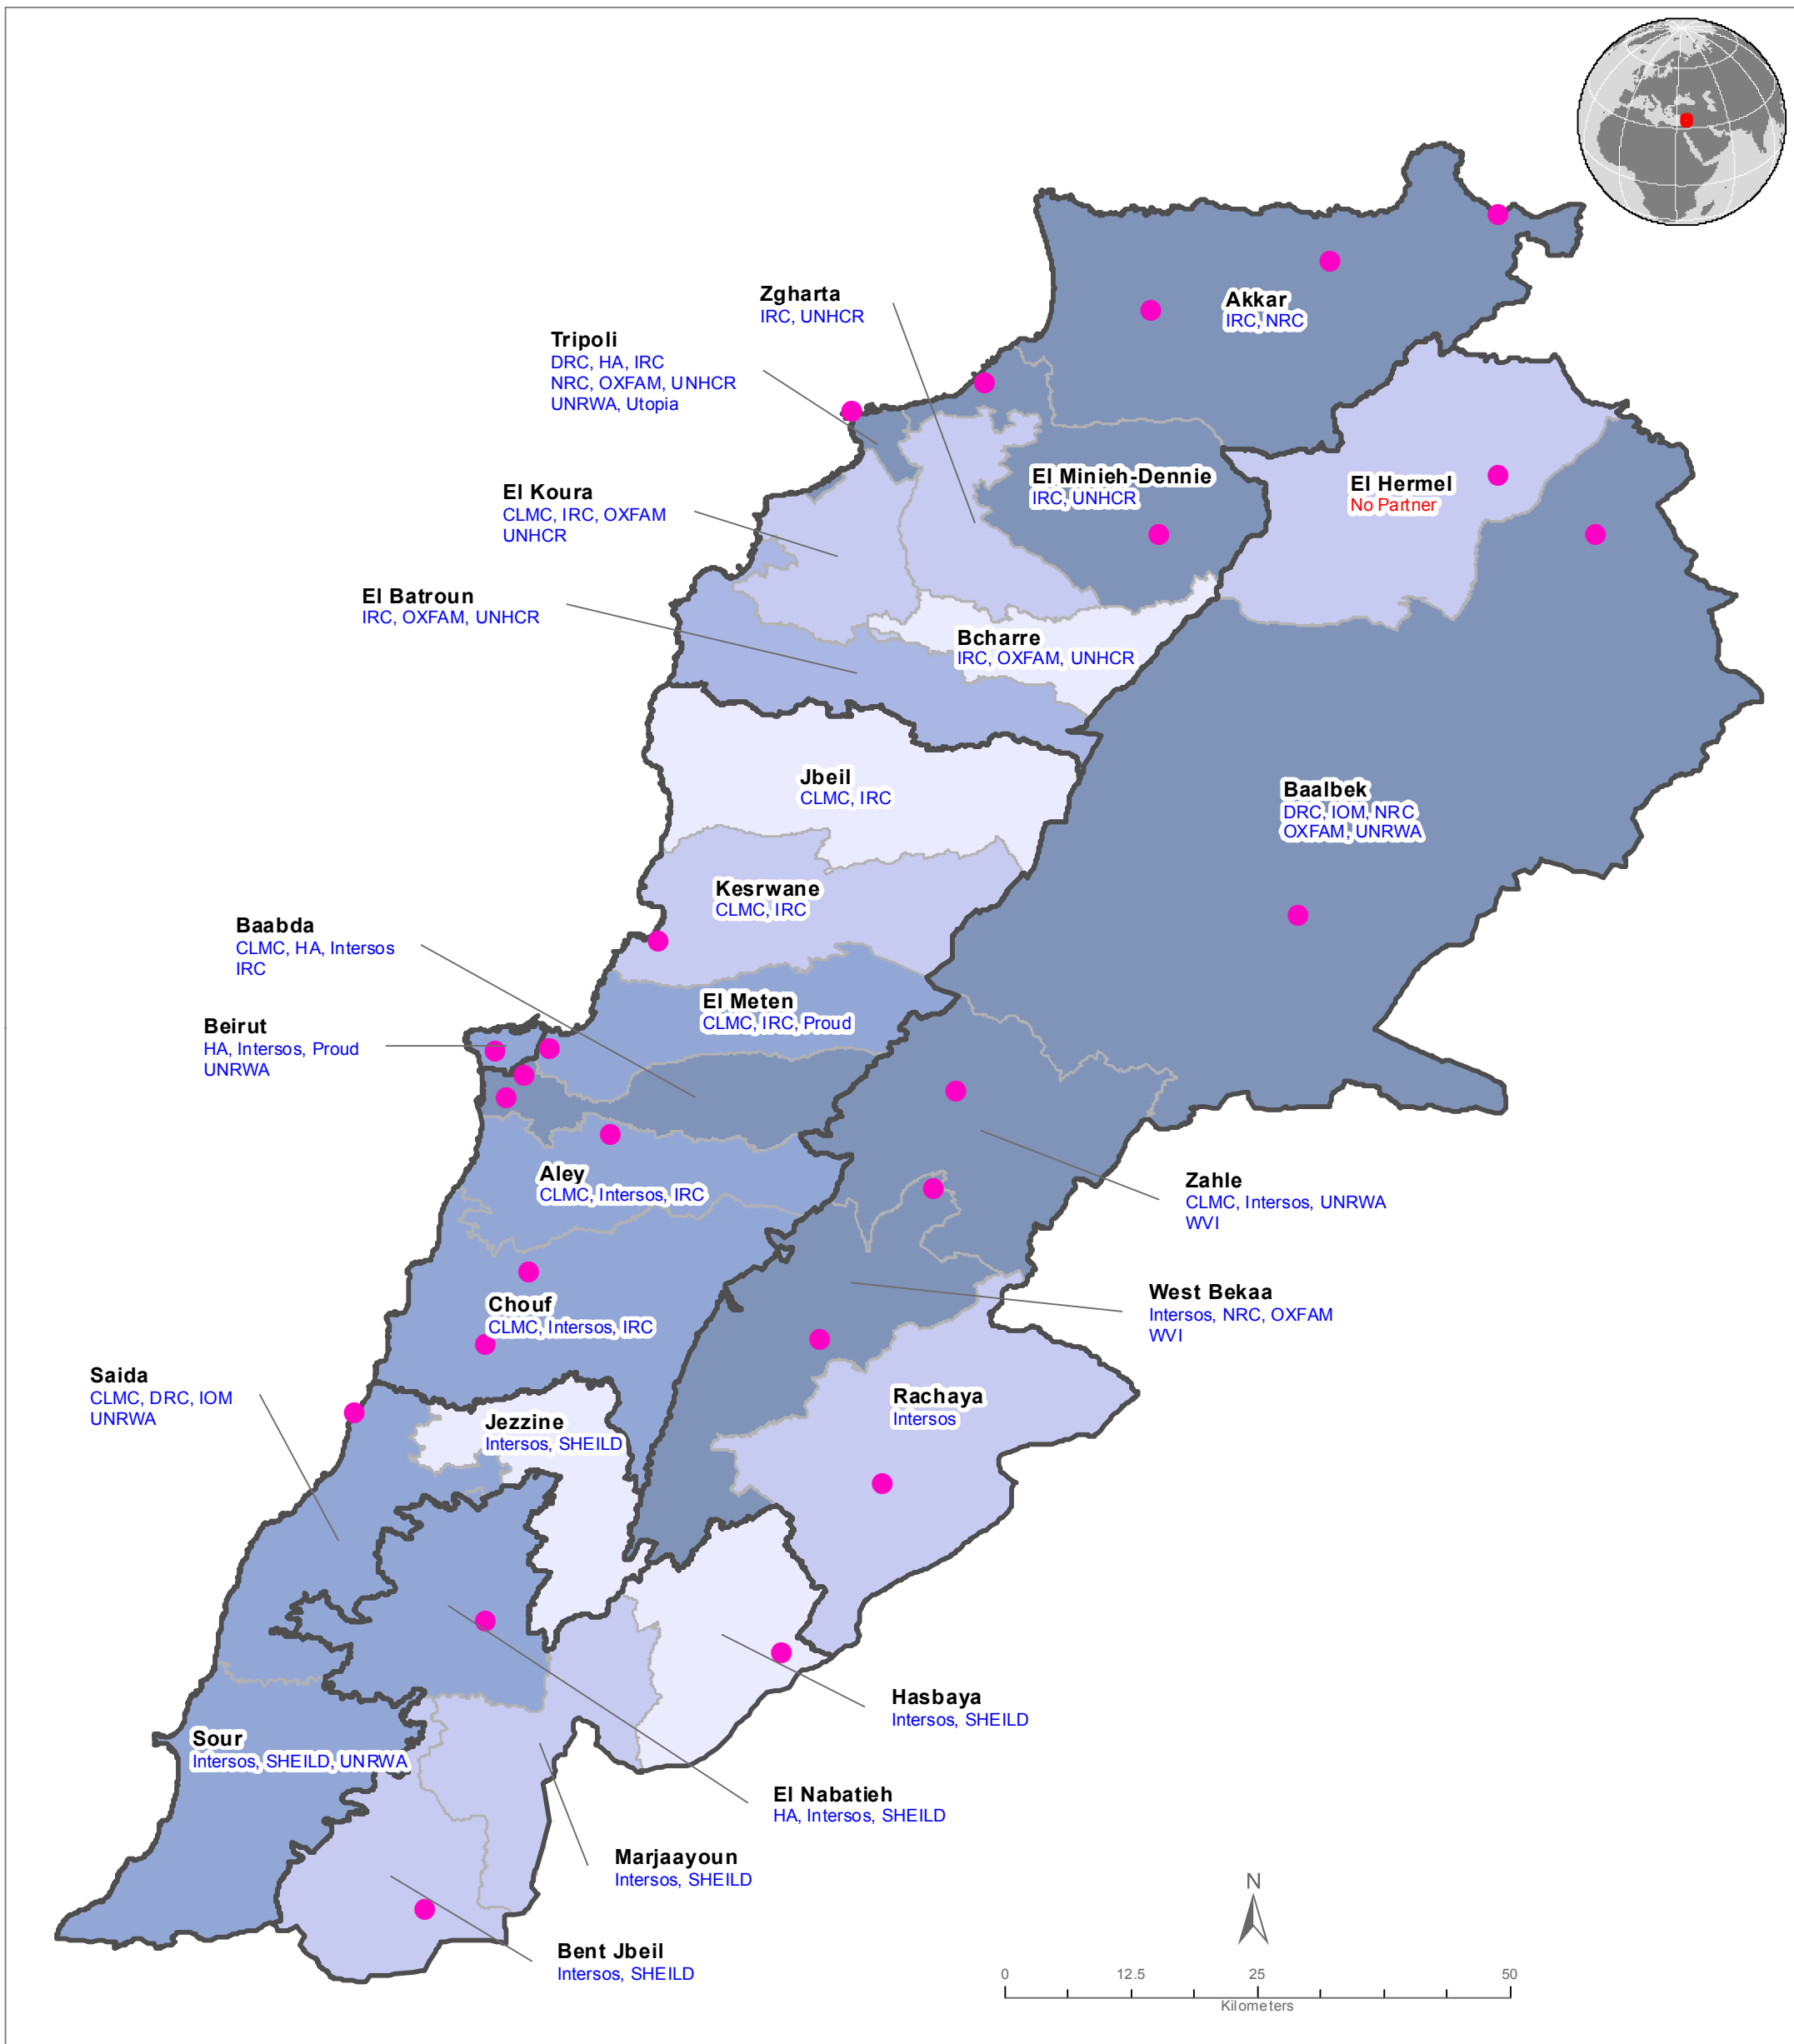 Akkar
IRC, NRC
Zgharta
IRC, UNHCR
Tripoli
DRC, HA, IRC
NRC, OXFAM, UNHCR
UNRWA, Utopia
El Minieh-Dennie
IRC, UNHCR
El Hermel
No Partner
El Koura
CLMC, IRC, OXFAM
UNHCR
El Batroun
IRC, OXFAM, UNHCR
Bcharre
IRC, OXFAM, UNHCR
Jbeil
CLMC, IRC
Baalbek
DRC, IOM, NRC
OXFAM, UNRWA
Kesrwane
CLMC, IRC
Baabda
CLMC, HA, Intersos
IRC
El Meten
CLMC, IRC, Proud
Beirut
HA, Intersos, Proud
UNRWA
Aley
CLMC, Intersos, IRC
Zahle
CLMC, Intersos, UNRWA
WVI
West Bekaa
Intersos, NRC, OXFAM
WVI
Chouf
CLMC, Intersos, IRC
Saida
CLMC, DRC, IOM
UNRWA
Rachaya
Intersos
Jezzine
Intersos, SHEILD
Hasbaya
Intersos, SHEILD
Sour
Intersos, SHEILD, UNRWA
El Nabatieh
HA, Intersos, SHEILD
Marjaayoun
Intersos, SHEILD
Bent Jbeil
Intersos, SHEILD
N
0 12.5 25 50
Kilometers